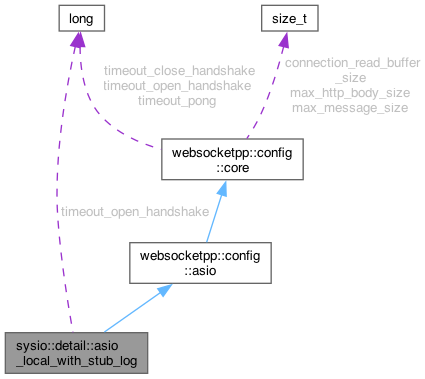 long
size_t
timeout_close_handshake
timeout_open_handshake
timeout_pong
connection_read_buffer
_size
max_http_body_size
max_message_size
websocketpp::config
::core
timeout_open_handshake
websocketpp::config
::asio
sysio::detail::asio
_local_with_stub_log